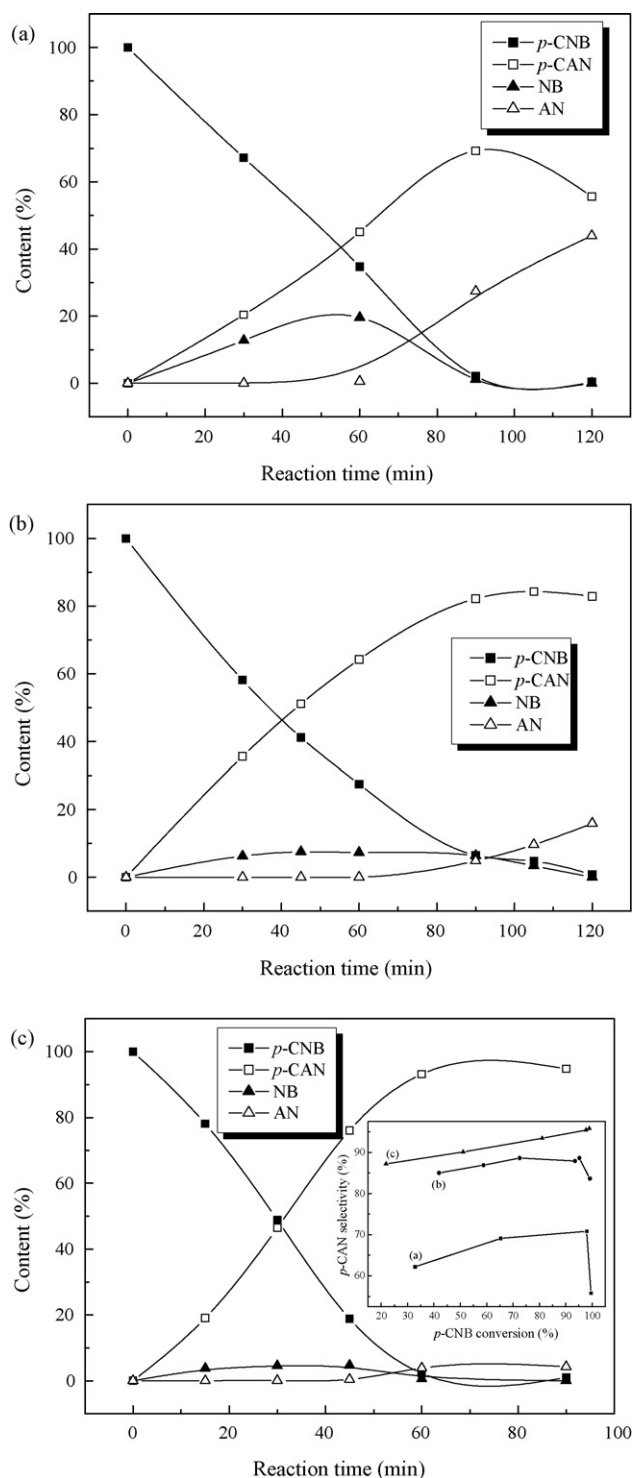 (a)
p-CNB
p-CAN
NB
AN
Content (%)
100
80
60
40
20
0
0 20 40 60 80 100 120
Reaction time (min)
(b)
p-CNB
p-CAN
NB
AN
Content (%)
100
80
60
40
20
0
0 20 40 60 80 100 120
Reaction time (min)
(c)
p-CNB
p-CAN
NB
AN
Content (%)
100
80
60
40
20
0
p-CAN selectivity (%)
90
80
70
60
(c)
(b)
(a)
20 30 40 50 60 70 80 90 100
p-CNB conversion (%)
0 20 40 60 80 100
Reaction time (min)